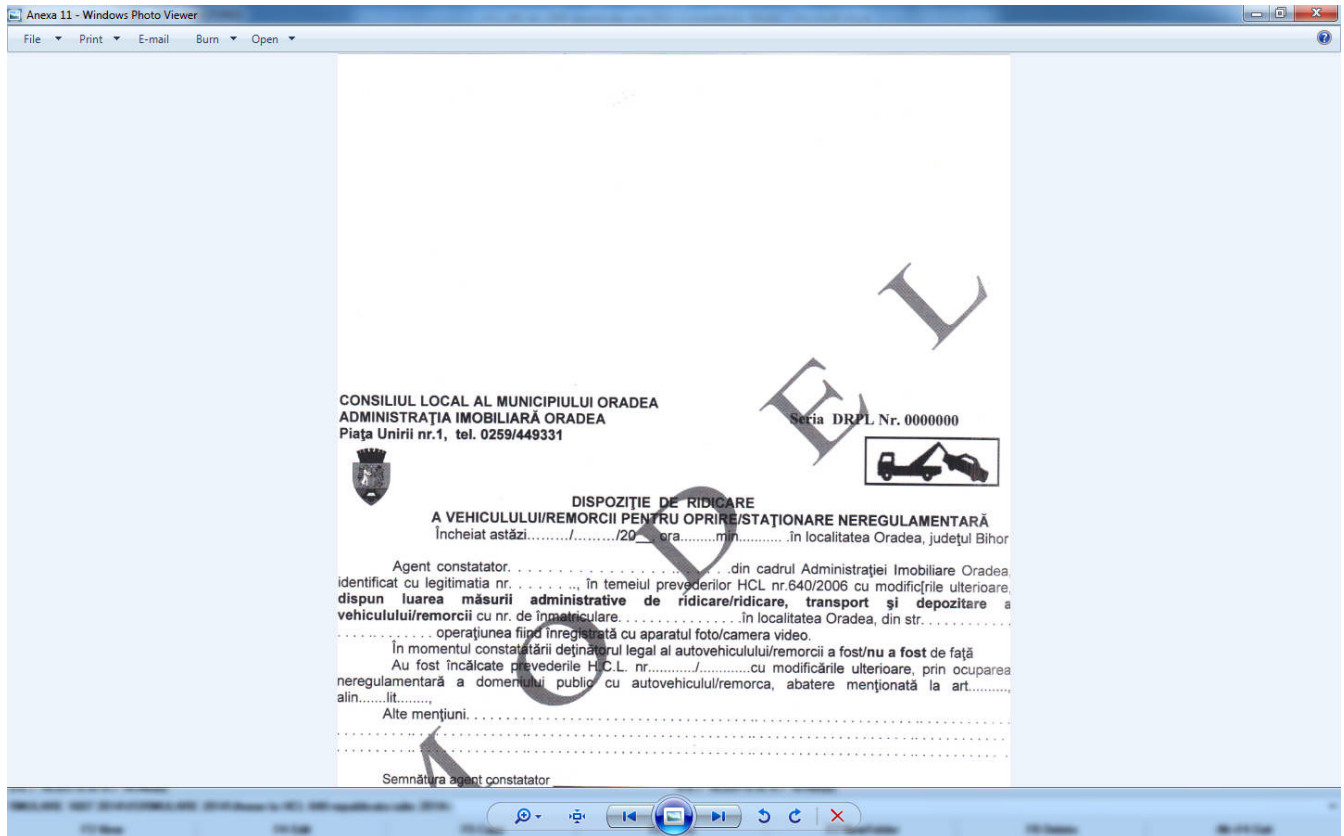 Anexa 11 - Windows Photo Viewer
File Print E-mail Burn Open
CONSILIUL LOCAL AL MUNICIPIULUI ORADEA
ADMINISTRAŢIA IMOBILIARĂ ORADEA
Piaţa Unirii nr.1, tel. 0259/449331
Seria DRPL Nr. 0000000
DISPOZIŢIE DE RIDICARE
A VEHICULULUI/REMORCII PENTRU OPRIRE/STAŢIONARE NEREGULAMENTARĂ
Încheiat astăzi........./........./20__. ora.........min........... .în localitatea Oradea, judeţul Bihor
Agent constatator. . . . . . . . . . . . . . . . . . . . . . .din cadrul Administraţiei Imobiliare Oradea,
identificat cu legitimatia nr. . . . . . . ., în temeiul prevederilor HCL nr.640/2006 cu modific[rile ulterioare,
dispun luarea măsurii administrative de ridicare/ridicare, transport şi depozitare a
vehiculului/remorcii cu nr. de înmatriculare. . . . . . . . . . . . . . . .în localitatea Oradea, din str. . . . . . . . . .
. . . . . . . . . . . . operaţiunea fiind înregistrată cu aparatul foto/camera video.
În momentul constatătării deţinătorul legal al autovehiculului/remorcii a fost/nu a fost de faţă
Au fost încălcate prevederile H.C.L. nr.........../............cu modificările ulterioare, prin ocuparea
neregulamentară a domeniului public cu autovehiculul/remorca, abatere menţionată la art.........,
alin.......lit........,
Alte menţiuni. . . . . . . . . . . . . . . . . . . . . . . . . . . . . . . . . . . . . . . . . . . . . . . . . . . . . .
Semnătura agent constatator
MODEL